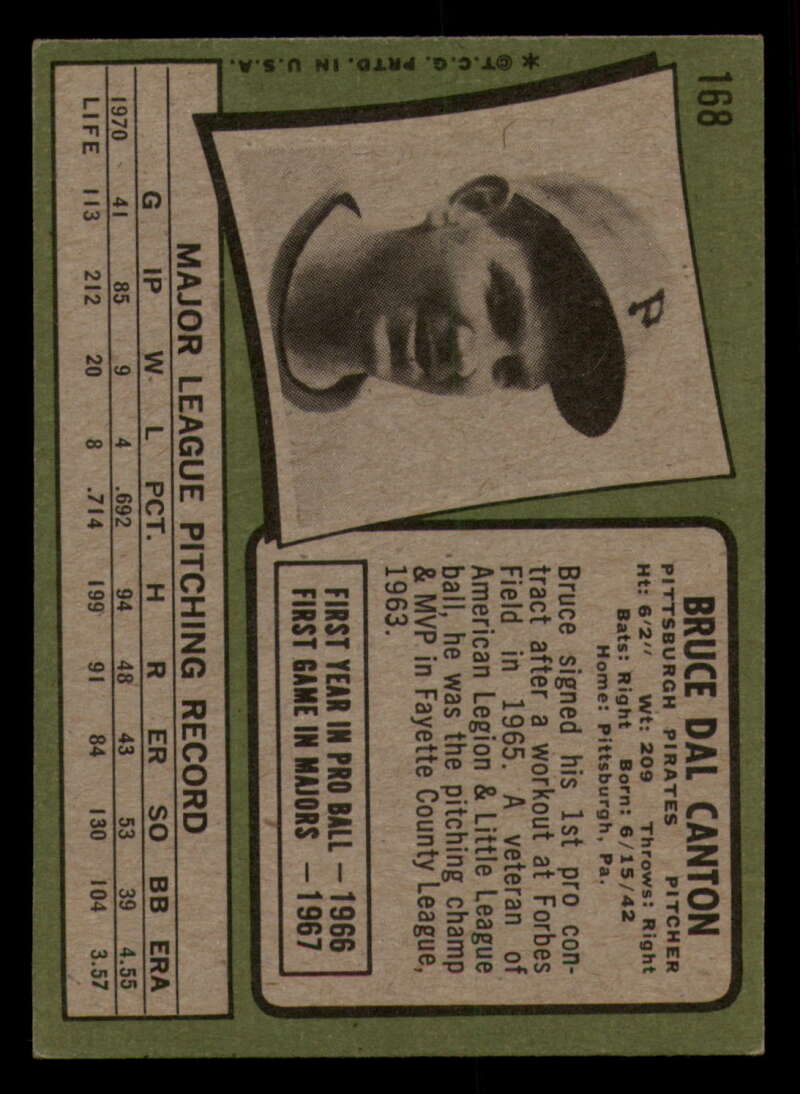 168
BRUCE DAL CANTON
PITTSBURGH PIRATES PITCHER
Ht: 6'2" Wt: 209 Throws: Right
Bats: Right Born: 6/15/42
Home: Pittsburgh, Pa.
Bruce signed his 1st pro con-
tract after a workout at Forbes
Field in 1965. A veteran of
American Legion & Little League
ball, he was the pitching champ
& MVP in Fayette County League,
1963.
FIRST YEAR IN PRO BALL — 1966
FIRST GAME IN MAJORS — 1967
P
MAJOR LEAGUE PITCHING RECORD
G IP W L PCT. H R ER SO BB ERA
1970 41 85 9 4 .692 94 48 43 53 39 4.55
LIFE 113 212 20 8 .714 199 91 84 130 104 3.57
*©T.C.G. PRTD. IN U.S.A.